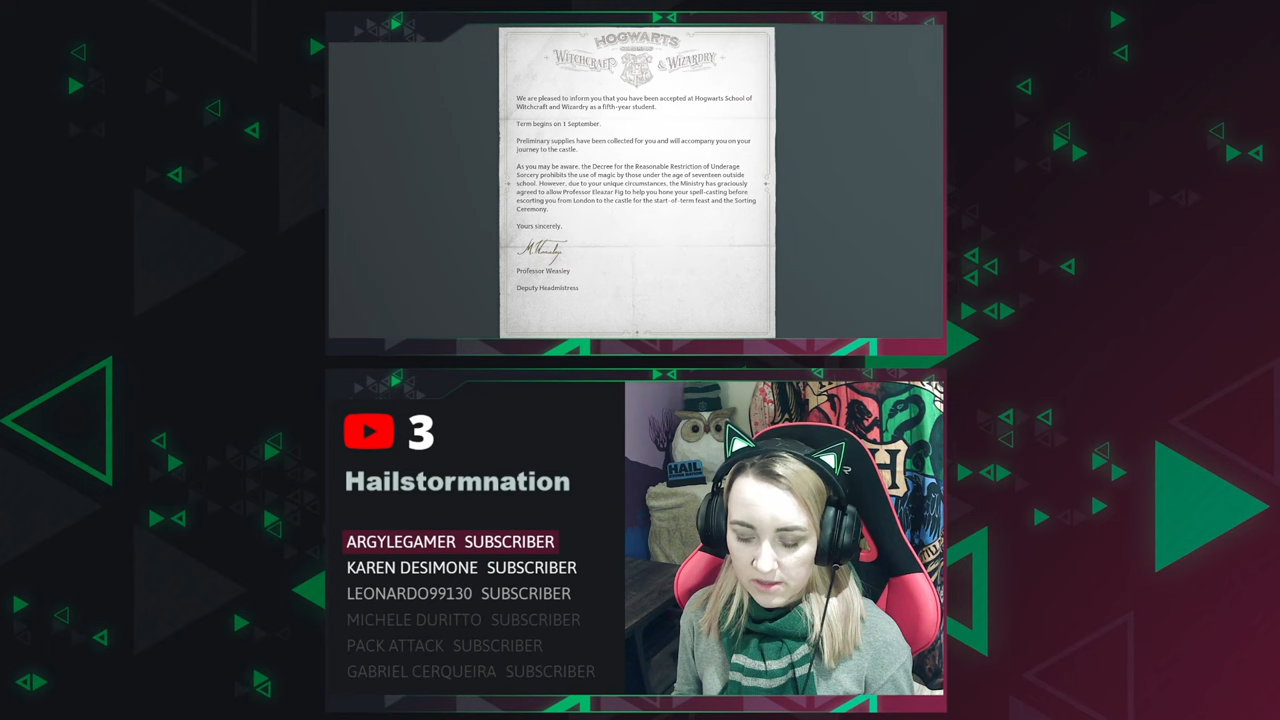 HOGWARTS
WITCHCRAFT & WIZARDRY
We are pleased to inform you that you have been accepted at Hogwarts School of
Witchcraft and Wizardry as a fifth-year student.
Term begins on 1 September.
Preliminary supplies have been collected for you and will accompany you on your
journey to the castle.
As you may be aware, the Decree for the Reasonable Restriction of Underage
Sorcery prohibits the use of magic by those under the age of seventeen outside
school. However, due to your unique circumstances, the Ministry has graciously
agreed to allow Professor Eleazar Fig to help you hone your spell-casting before
escorting you from London to the castle for the start-of-term feast and the Sorting
Ceremony.
Yours sincerely,
M. Weasley
Professor Weasley
Deputy Headmistress
3
Hailstormnation
ARGYLEGAMER SUBSCRIBER
KAREN DESIMONE SUBSCRIBER
LEONARDO99130 SUBSCRIBER
MICHELE DURITTO SUBSCRIBER
PACK ATTACK SUBSCRIBER
GABRIEL CERQUEIRA SUBSCRIBER
HAIL
H